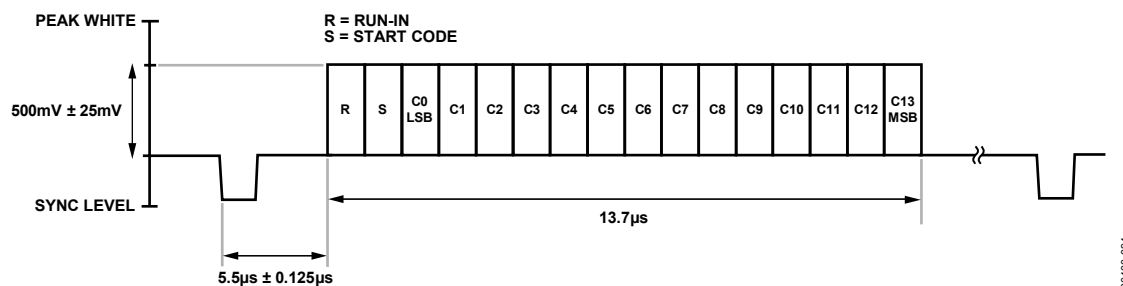 PEAK WHITE
R = RUN-IN
S = START CODE
500mV ± 25mV
R
S
C0
LSB
C1
C2
C3
C4
C5
C6
C7
C8
C9
C10
C11
C12
C13
MSB
SYNC LEVEL
13.7µs
5.5µs ± 0.125µs